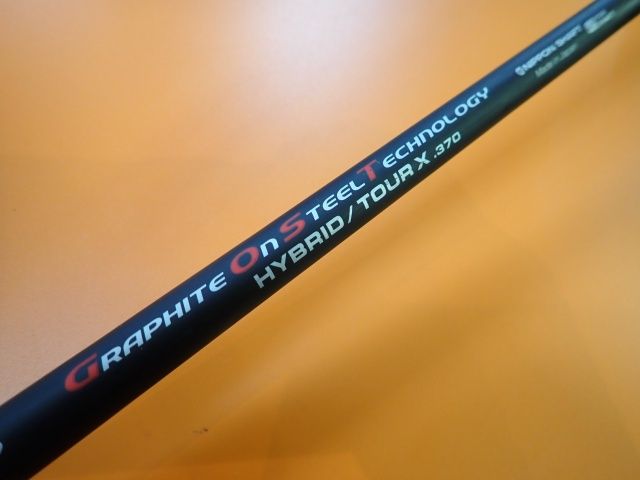 GRAPHITE ON STEEL TECHNOLOGY
HYBRID / TOUR X .370
NIPPON SHAFT
Made in Japan